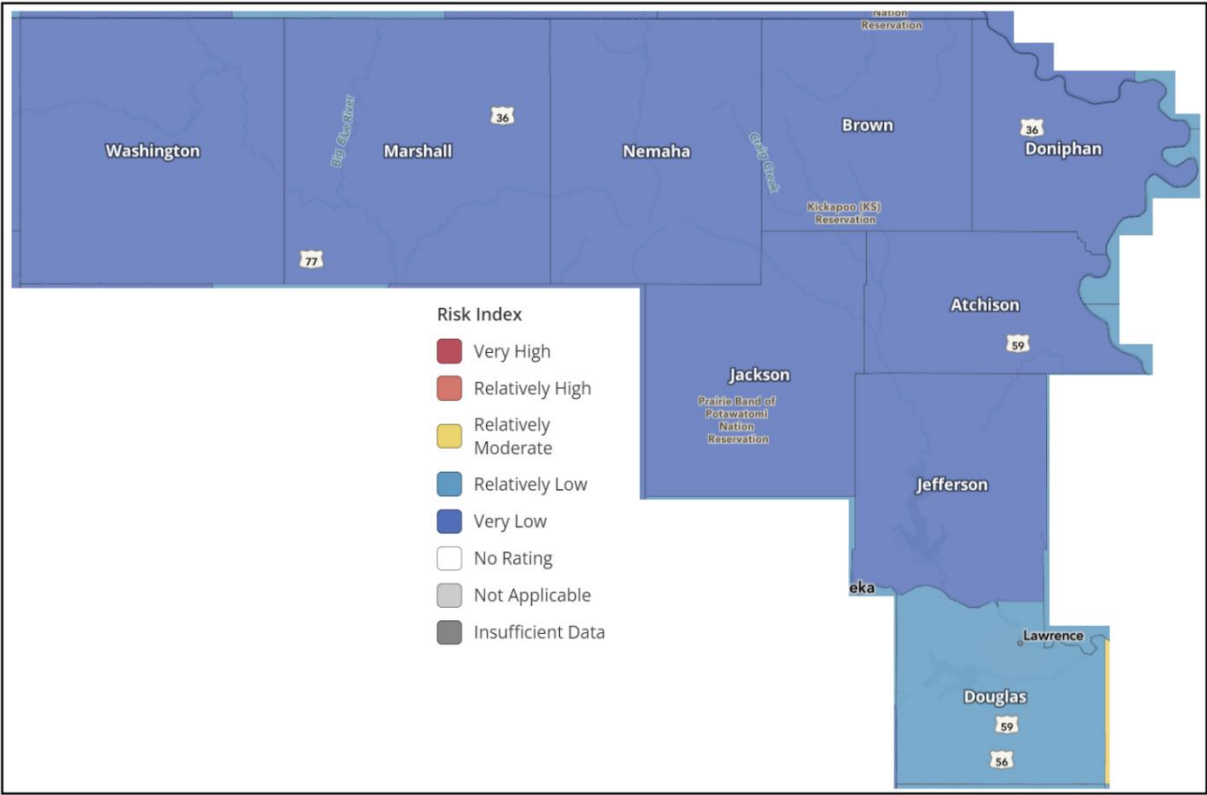 Nation
Reservation
Big Blue River
36
Washington
Marshall
Nemaha
Craig Creek
Brown
36
Doniphan
Kickapoo (KS)
Reservation
77
Atchison
59
Jackson
Prairie Band of
Potawatomi
Nation
Reservation
Jefferson
eka
Lawrence
Douglas
59
56
Risk Index
Very High
Relatively High
Relatively
Moderate
Relatively Low
Very Low
No Rating
Not Applicable
Insufficient Data